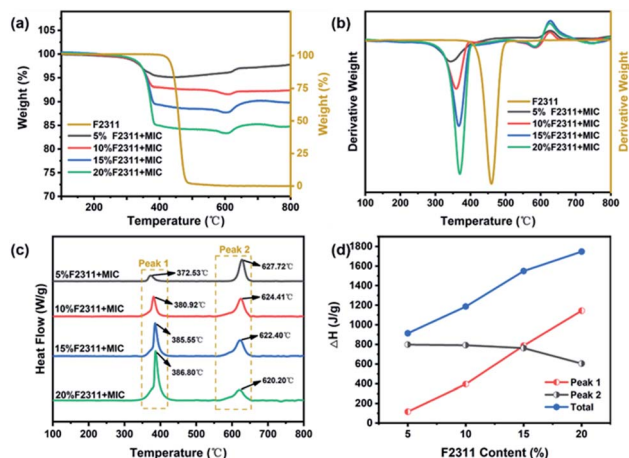 (a)
105
100
95
90
85
80
75
70
Weight (%)
100
75
50
25
0
Weight (%)
F2311
5% F2311+MIC
10%F2311+MIC
15%F2311+MIC
20%F2311+MIC
100 200 300 400 500 600 700 800
Temperature (℃)
(b)
Derivative Weight
Derivative Weight
F2311
5% F2311+MIC
10%F2311+MIC
15%F2311+MIC
20%F2311+MIC
100 200 300 400 500 600 700 800
Temperature (℃)
(c)
Heat Flow (W/g)
Peak 1
Peak 2
5%F2311+MIC
372.53℃
627.72℃
10%F2311+MIC
380.92℃
624.41℃
15%F2311+MIC
385.55℃
622.40℃
20%F2311+MIC
386.80℃
620.20℃
100 200 300 400 500 600 700 800
Temperature (℃)
(d)
1800
1600
1400
1200
1000
800
600
400
200
0
△H (J/g)
Peak 1
Peak 2
Total
5 10 15 20
F2311 Content (%)